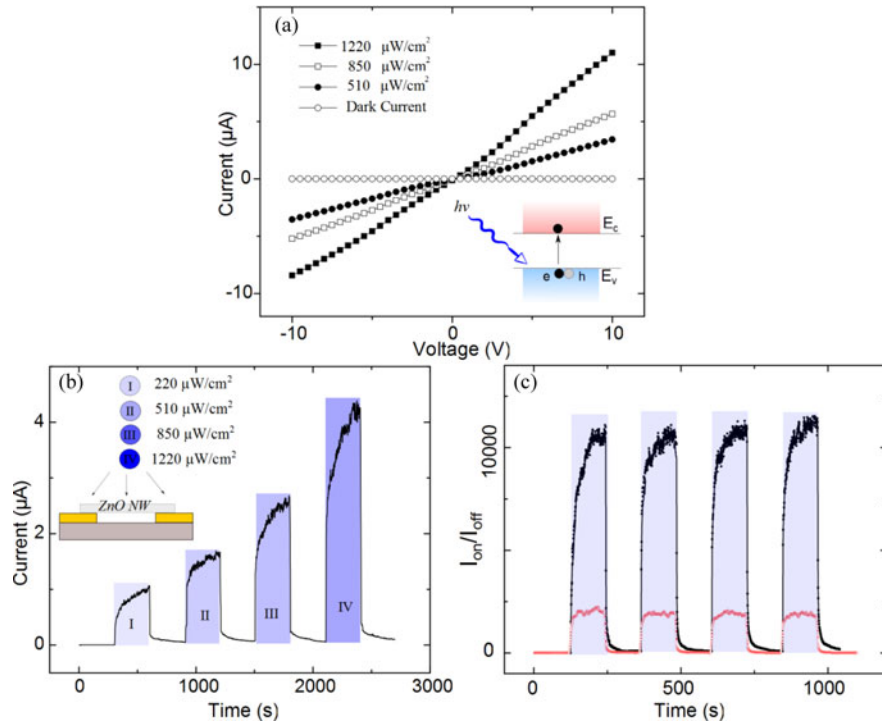 (a)
1220 μW/cm²
850 μW/cm²
510 μW/cm²
Dark Current
10
0
-10
Current (μA)
-10
0
10
Voltage (V)
hν
E_c
e h
E_v
(b)
I 220 μW/cm²
II 510 μW/cm²
III 850 μW/cm²
IV 1220 μW/cm²
ZnO NW
I
II
III
IV
4
2
0
Current (μA)
0
1000
2000
3000
Time (s)
(c)
10000
0
I_on/I_off
0
500
1000
Time (s)